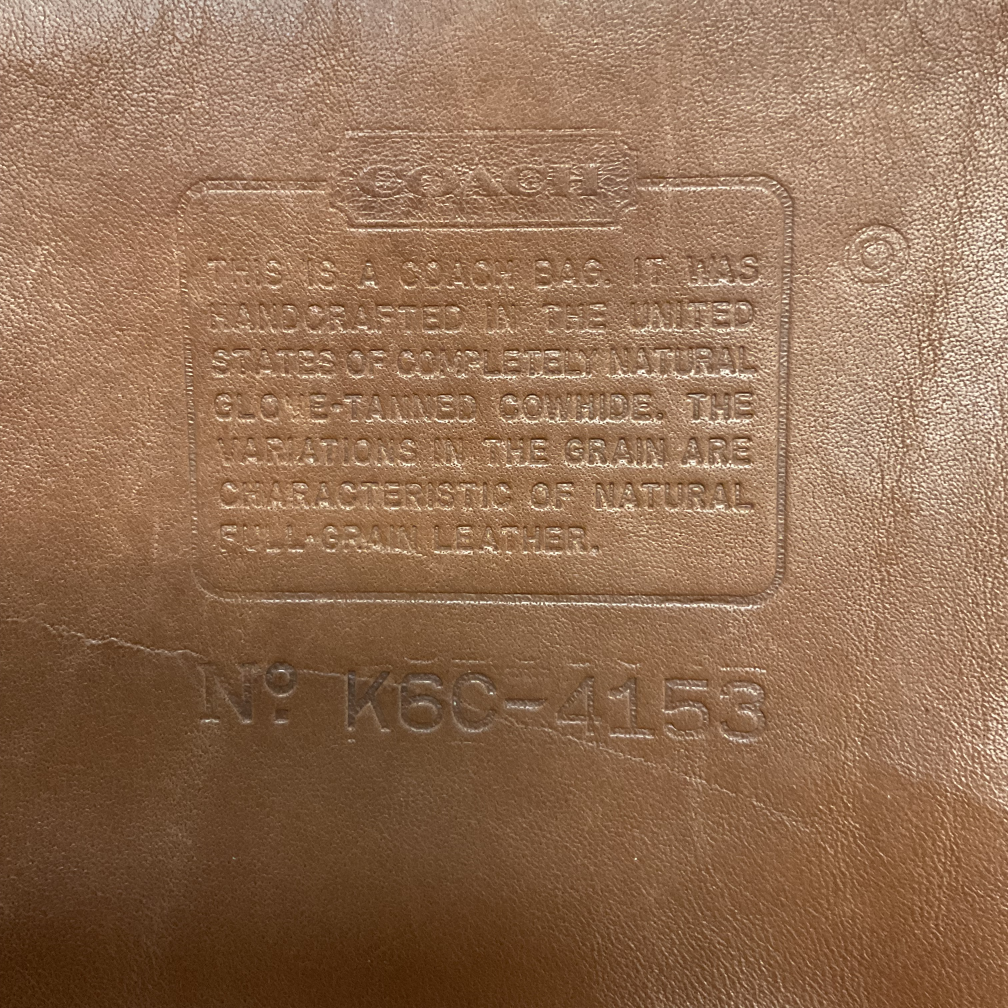 COACH
THIS IS A COACH BAG. IT WAS
HANDCRAFTED IN THE UNITED
STATES OF COMPLETELY NATURAL
GLOVE-TANNED COWHIDE. THE
VARIATIONS IN THE GRAIN ARE
CHARACTERISTIC OF NATURAL
FULL-GRAIN LEATHER.
©
Nº K6C-4153